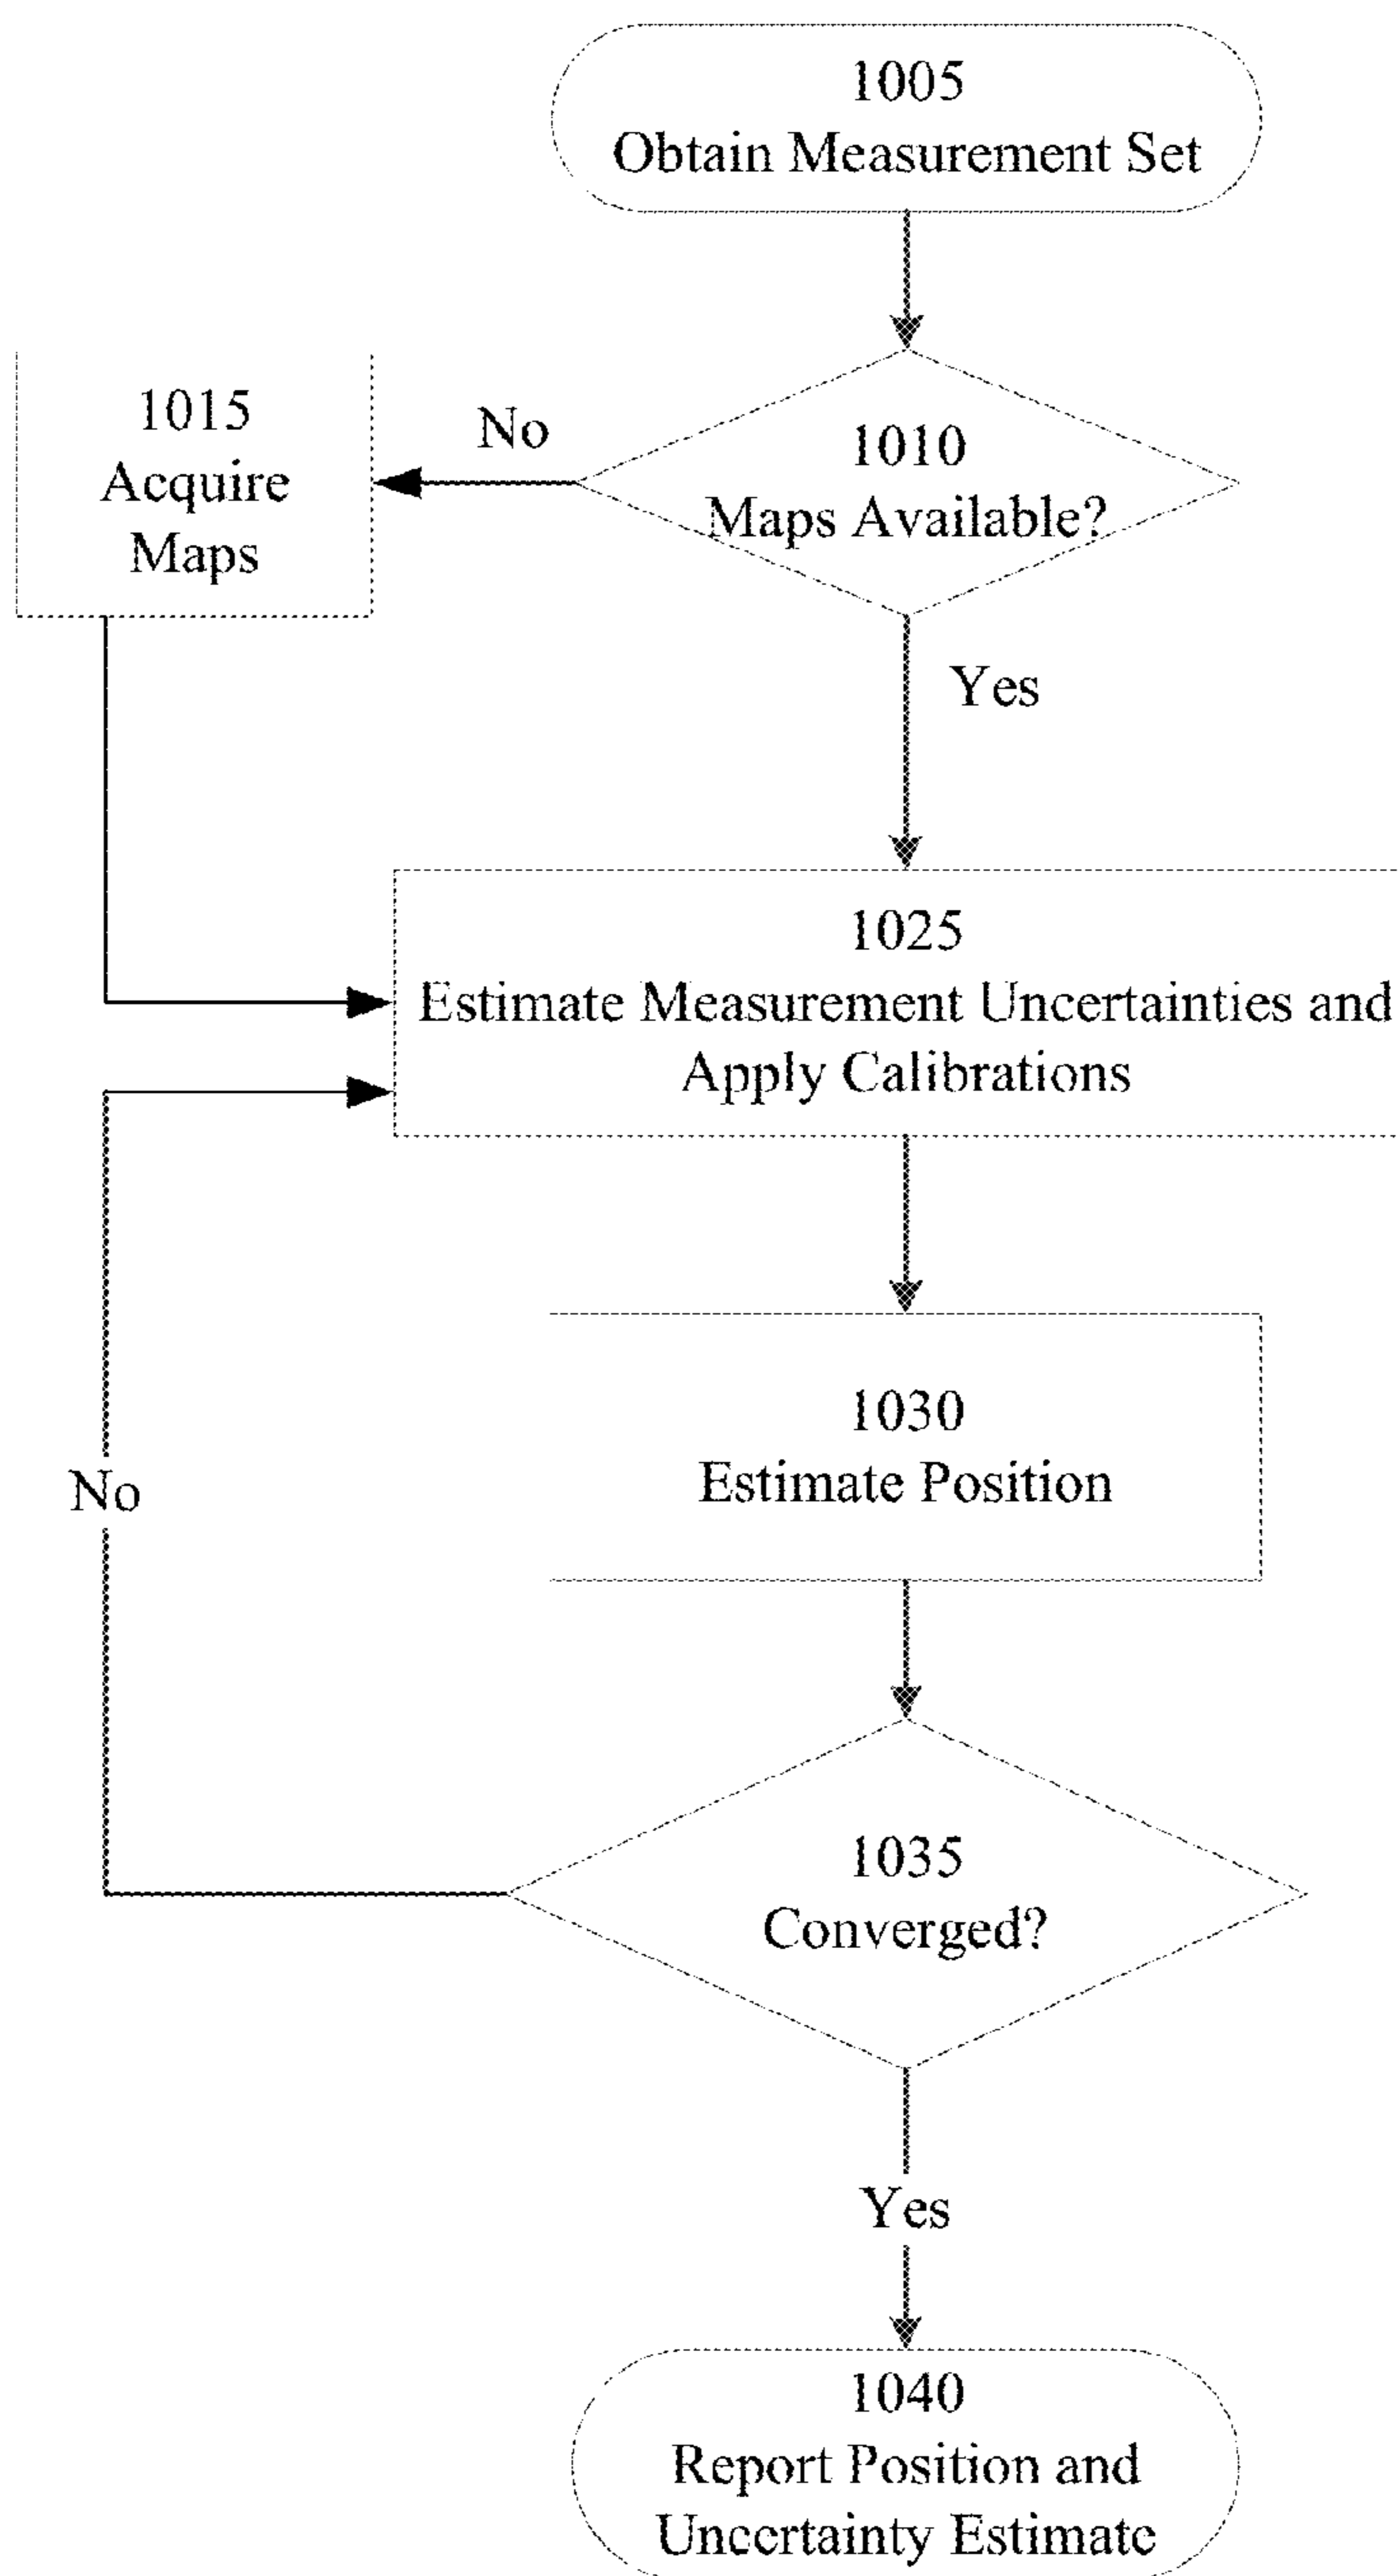 1005
Obtain Measurement Set
1015
Acquire
Maps
No
1010
Maps Available?
Yes
1025
Estimate Measurement Uncertainties and
Apply Calibrations
1030
Estimate Position
No
1035
Converged?
Yes
1040
Report Position and
Uncertainty Estimate